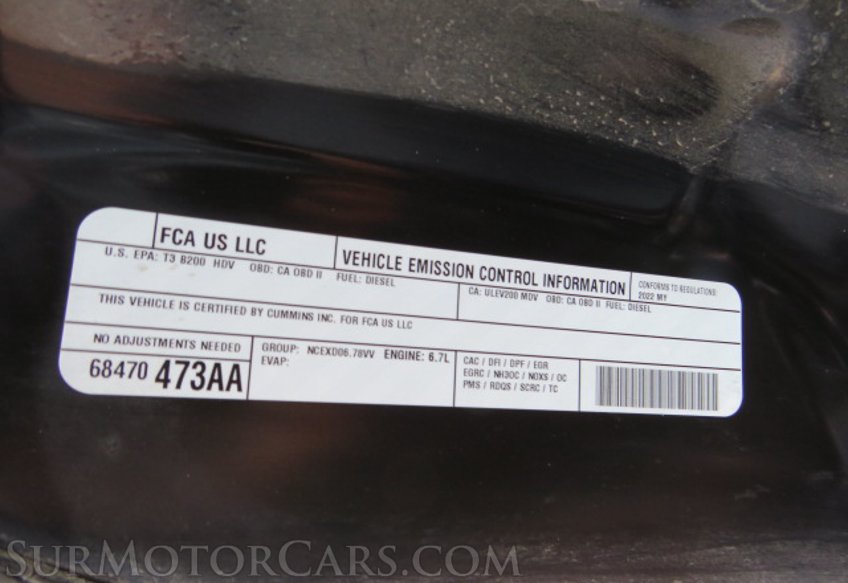 FCA US LLC
VEHICLE EMISSION CONTROL INFORMATION
CONFORMS TO REGULATIONS:
2022 MY
U.S. EPA: T3 B200 HDV OBD: CA OBD II FUEL: DIESEL
CA: ULEV200 MDV OBD: CA OBD II FUEL: DIESEL
THIS VEHICLE IS CERTIFIED BY CUMMINS INC. FOR FCA US LLC
NO ADJUSTMENTS NEEDED
68470 473AA
GROUP: NCEXD06.78VV ENGINE: 6.7L
EVAP:
CAC / DFI / DPF / EGR
EGRC / NH3OC / NOXS / OC
PMS / RDQS / SCRC / TC
SURMOTORCARS.COM